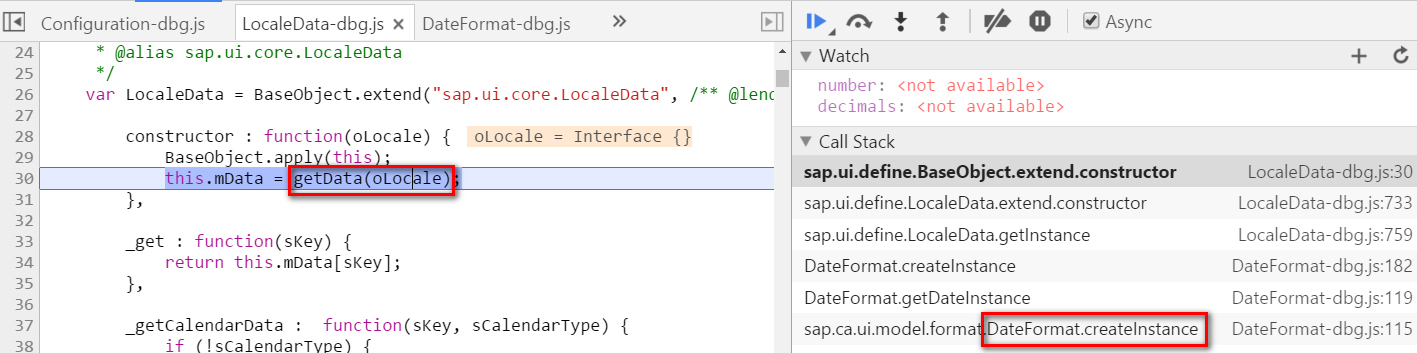 Configuration-dbg.js LocaleData-dbg.js × DateFormat-dbg.js »
24 * @alias sap.ui.core.LocaleData
25 */
26 var LocaleData = BaseObject.extend("sap.ui.core.LocaleData", /** @lend
27
28 constructor : function(oLocale) { oLocale = Interface {}
29 BaseObject.apply(this);
30 this.mData = getData(oLocale);
31 },
32
33 _get : function(sKey) {
34 return this.mData[sKey];
35 },
36
37 _getCalendarData : function(sKey, sCalendarType) {
38 if (!sCalendarType) {
Async
Watch
number: <not available>
decimals: <not available>
Call Stack
sap.ui.define.BaseObject.extend.constructor LocaleData-dbg.js:30
sap.ui.define.LocaleData.extend.constructor LocaleData-dbg.js:733
sap.ui.define.LocaleData.getInstance LocaleData-dbg.js:759
DateFormat.createInstance DateFormat-dbg.js:182
DateFormat.getDateInstance DateFormat-dbg.js:119
sap.ca.ui.model.format.DateFormat.createInstance DateFormat-dbg.js:115